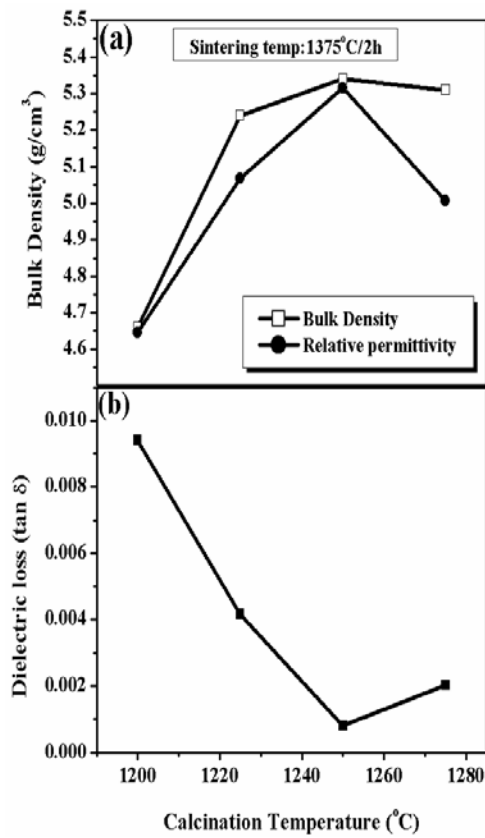 (a)
Sintering temp:1375°C/2h
5.5
5.4
5.3
5.2
5.1
5.0
4.9
4.8
4.7
4.6
Bulk Density (g/cm³)
Bulk Density
Relative permittivity
(b)
0.010
0.008
0.006
0.004
0.002
0.000
Dielectric loss (tan δ)
1200 1220 1240 1260 1280
Calcination Temperature (°C)